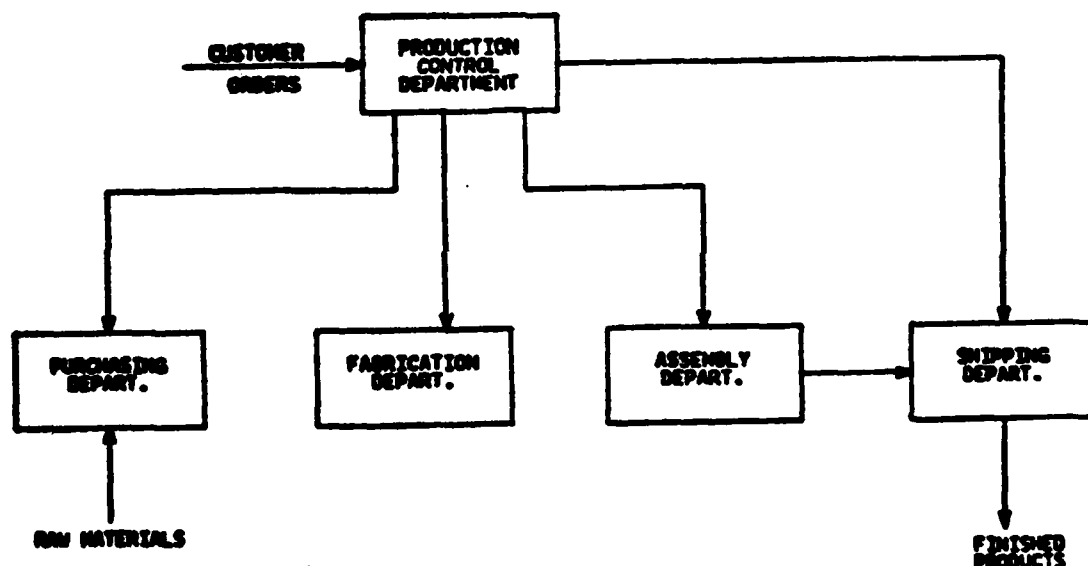 CUSTOMER
ORDERS
PRODUCTION
CONTROL
DEPARTMENT
PURCHASING
DEPART.
FABRICATION
DEPART.
ASSEMBLY
DEPART.
SHIPPING
DEPART.
RAW MATERIALS
FINISHED
PRODUCTS